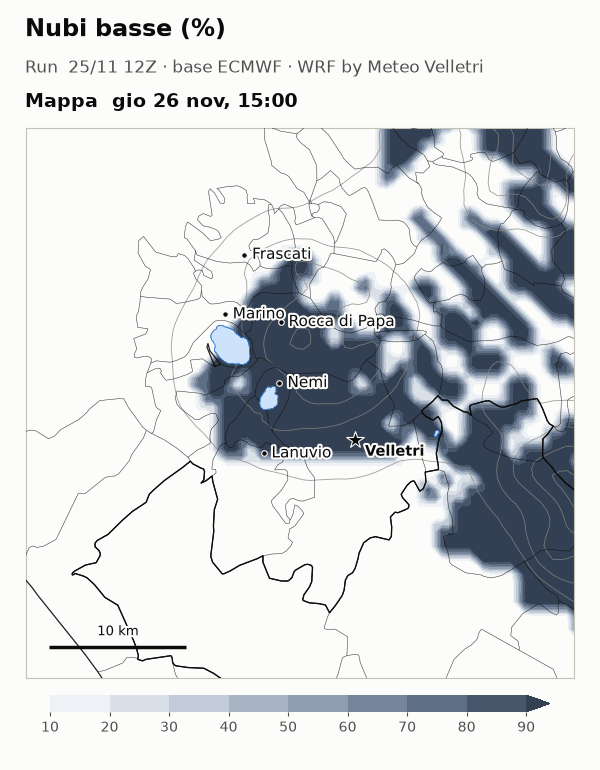 Nubi basse (%)
Run  25/11 12Z · base ECMWF · WRF by Meteo Velletri
Mappa  gio 26 nov, 15:00
Frascati
Marino
Rocca di Papa
Nemi
Velletri
Lanuvio
10 km
10 20 30 40 50 60 70 80 90